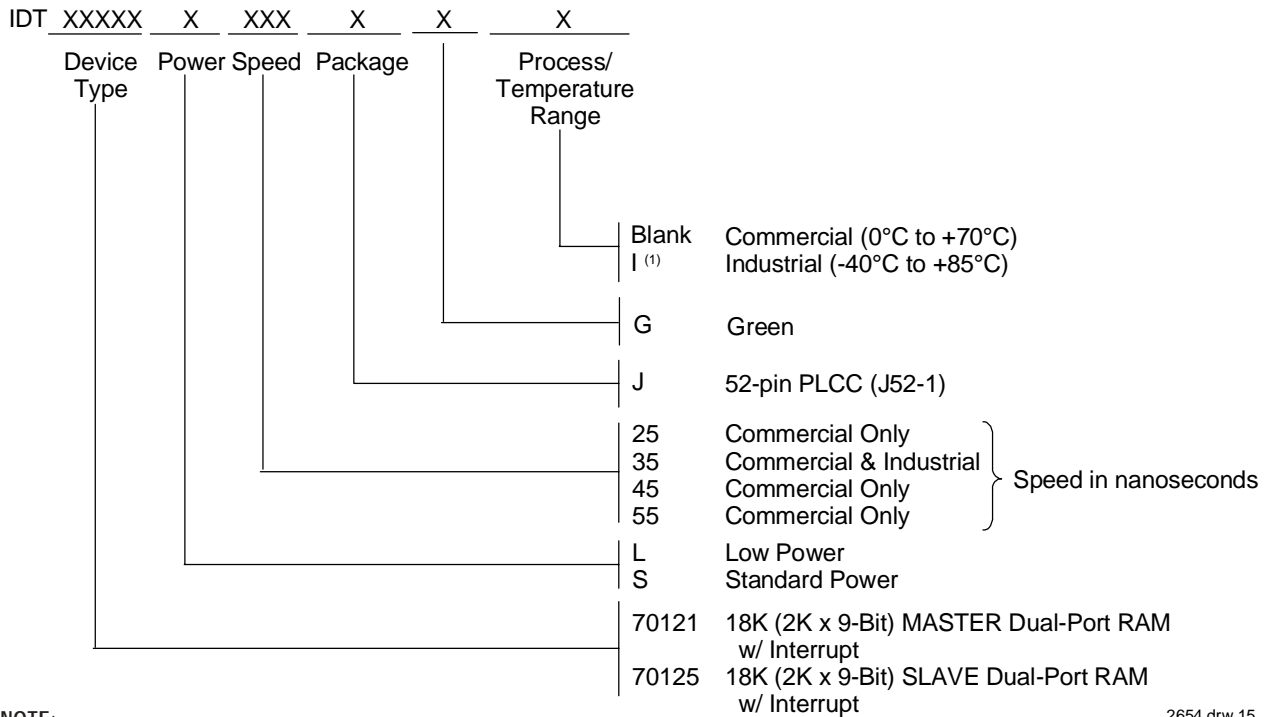 IDT XXXXX X XXX X X X
Device Type
Power
Speed
Package
Process/
Temperature
Range
Blank Commercial (0°C to +70°C)
I (1) Industrial (-40°C to +85°C)
G Green
J 52-pin PLCC (J52-1)
25 Commercial Only
35 Commercial & Industrial
45 Commercial Only
55 Commercial Only
Speed in nanoseconds
L Low Power
S Standard Power
70121 18K (2K x 9-Bit) MASTER Dual-Port RAM
w/ Interrupt
70125 18K (2K x 9-Bit) SLAVE Dual-Port RAM
w/ Interrupt
NOTE:
2654 drw 15